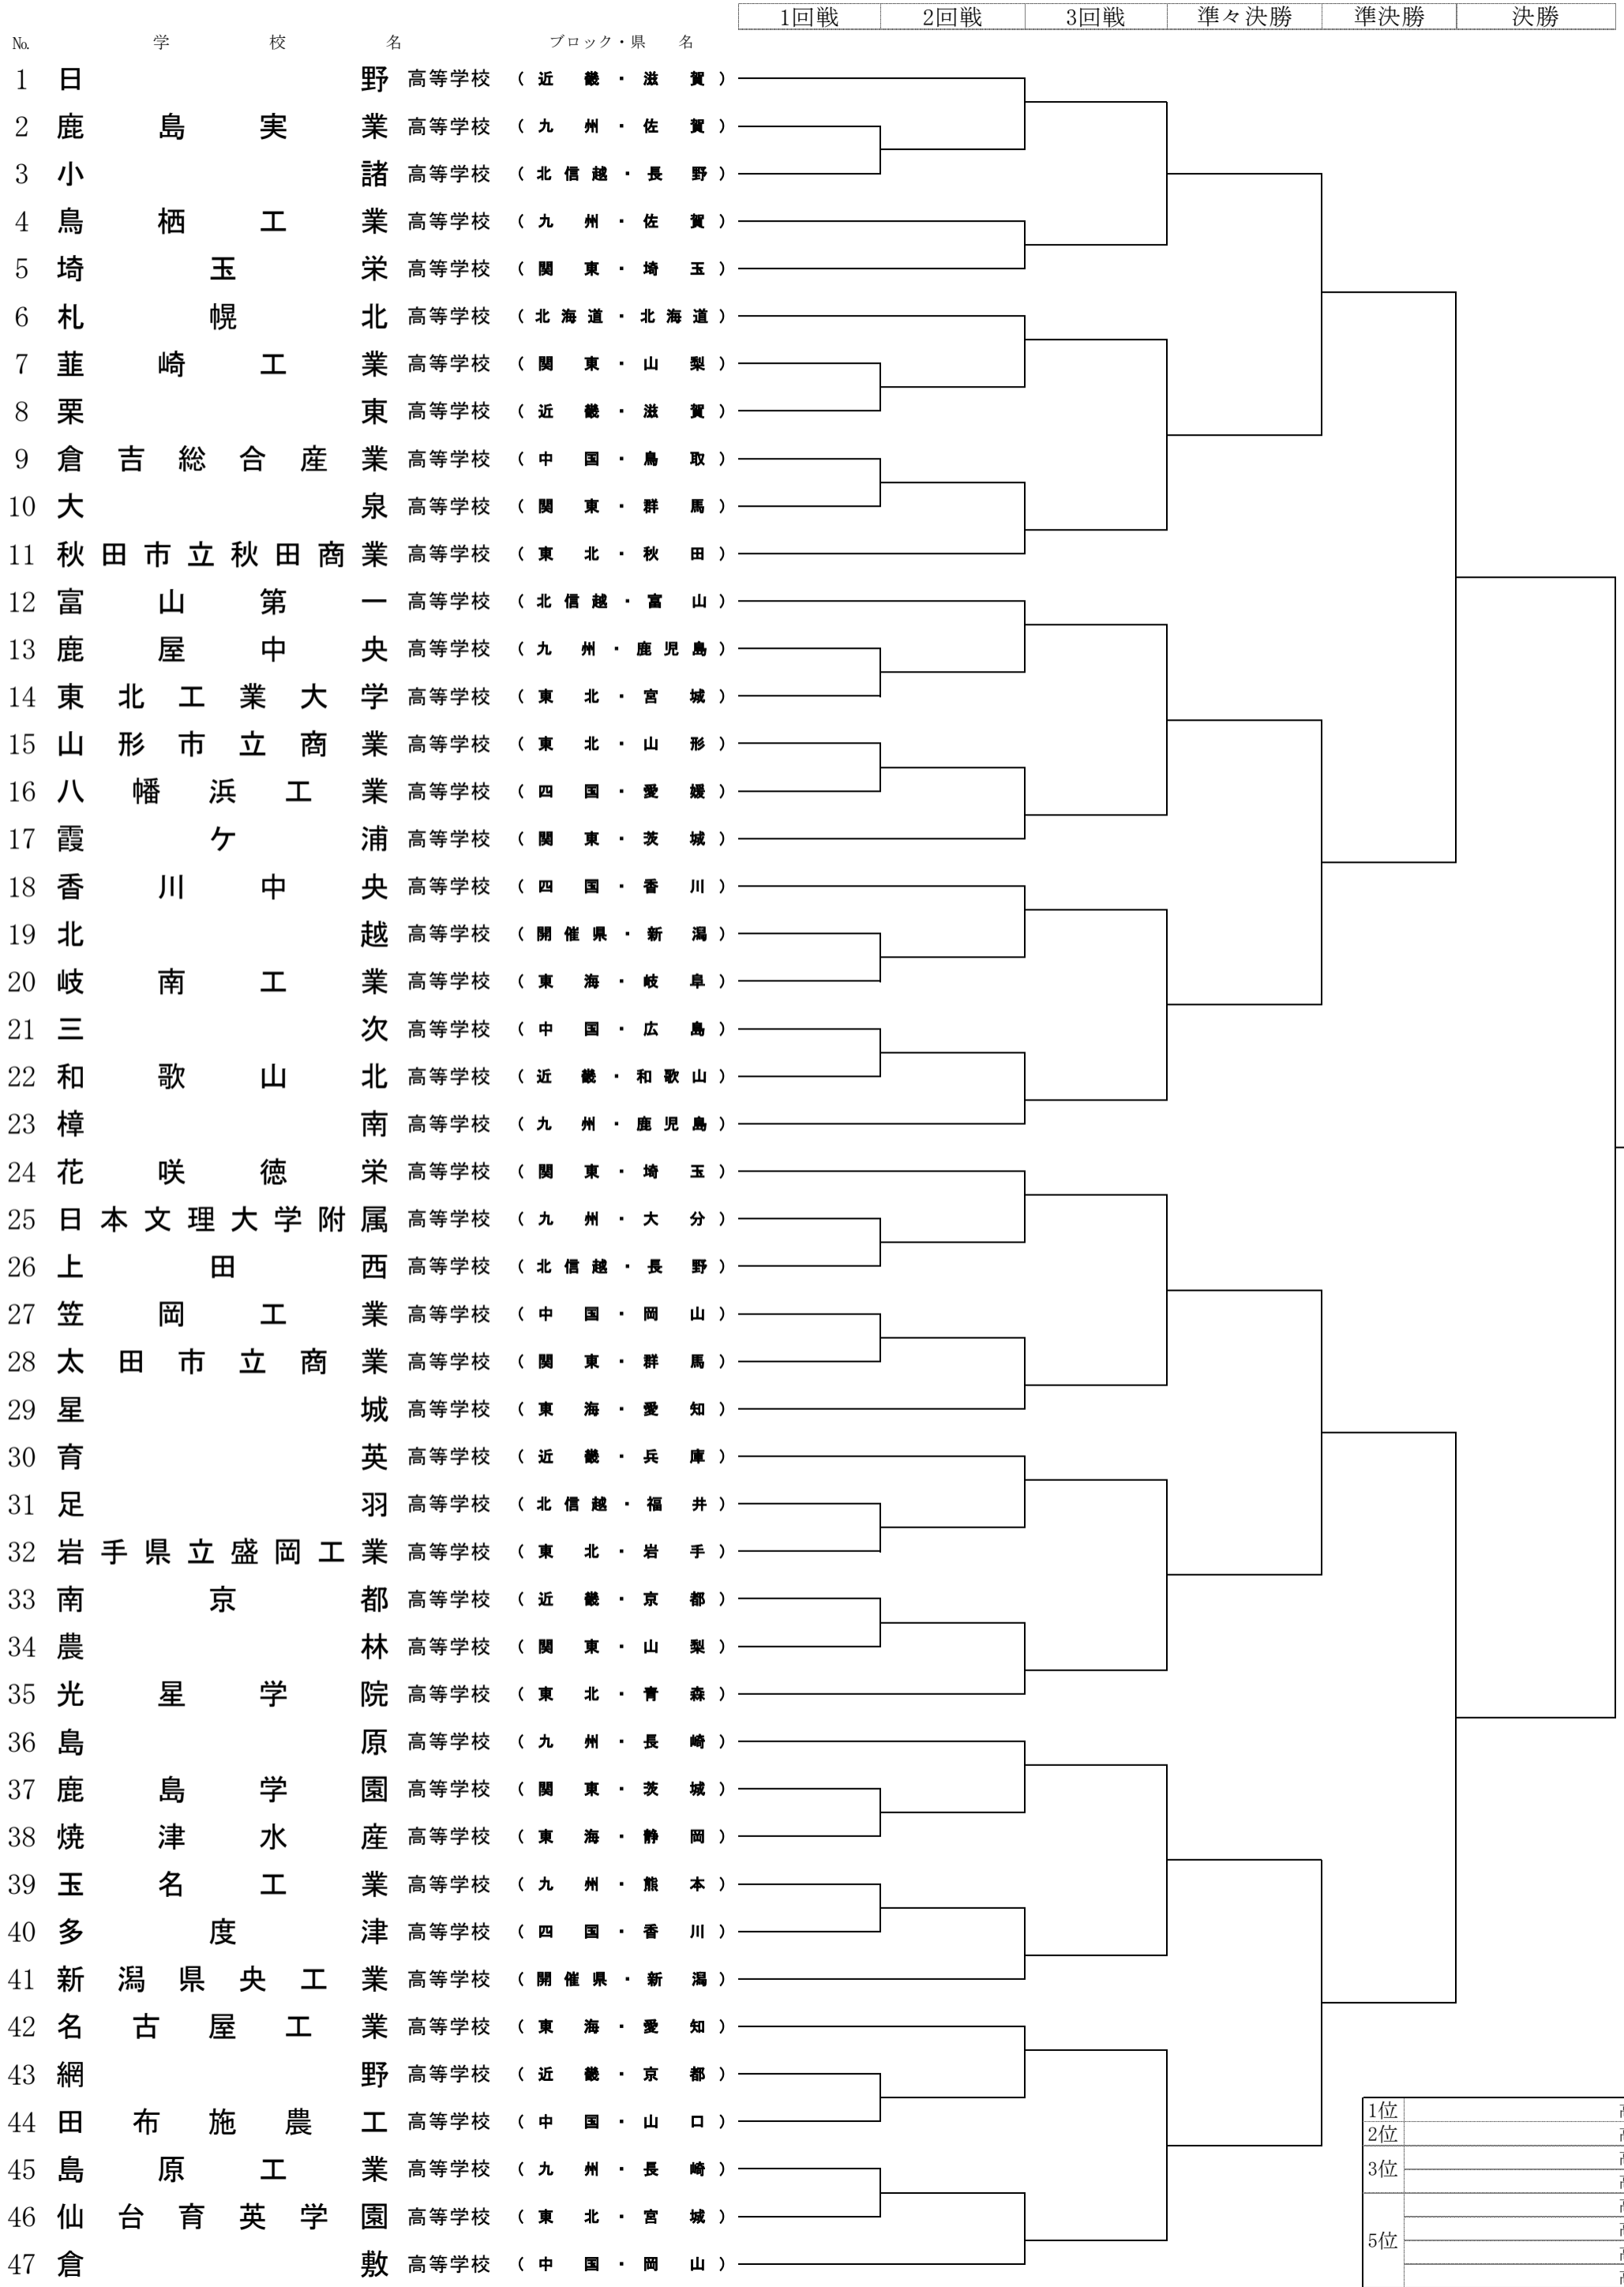 1回戦 2回戦 3回戦 準々決勝 準決勝 決勝
№ 学校名 ブロック・県名
1 日野 高等学校 (近畿・滋賀)
2 鹿島実業 高等学校 (九州・佐賀)
3 小諸 高等学校 (北信越・長野)
4 鳥栖工業 高等学校 (九州・佐賀)
5 埼玉栄 高等学校 (関東・埼玉)
6 札幌北 高等学校 (北海道・北海道)
7 韮崎工業 高等学校 (関東・山梨)
8 栗東 高等学校 (近畿・滋賀)
9 倉吉総合産業 高等学校 (中国・鳥取)
10 大泉 高等学校 (関東・群馬)
11 秋田市立秋田商業 高等学校 (東北・秋田)
12 富山第一 高等学校 (北信越・富山)
13 鹿屋中央 高等学校 (九州・鹿児島)
14 東北工業大学 高等学校 (東北・宮城)
15 山形市立商業 高等学校 (東北・山形)
16 八幡浜工業 高等学校 (四国・愛媛)
17 霞ケ浦 高等学校 (関東・茨城)
18 香川中央 高等学校 (四国・香川)
19 北越 高等学校 (開催県・新潟)
20 岐南工業 高等学校 (東海・岐阜)
21 三次 高等学校 (中国・広島)
22 和歌山北 高等学校 (近畿・和歌山)
23 樟南 高等学校 (九州・鹿児島)
24 花咲徳栄 高等学校 (関東・埼玉)
25 日本文理大学附属 高等学校 (九州・大分)
26 上田西 高等学校 (北信越・長野)
27 笠岡工業 高等学校 (中国・岡山)
28 太田市立商業 高等学校 (関東・群馬)
29 星城 高等学校 (東海・愛知)
30 育英 高等学校 (近畿・兵庫)
31 足羽 高等学校 (北信越・福井)
32 岩手県立盛岡工業 高等学校 (東北・岩手)
33 南京都 高等学校 (近畿・京都)
34 農林 高等学校 (関東・山梨)
35 光星学院 高等学校 (東北・青森)
36 島原 高等学校 (九州・長崎)
37 鹿島学園 高等学校 (関東・茨城)
38 焼津水産 高等学校 (東海・静岡)
39 玉名工業 高等学校 (九州・熊本)
40 多度津 高等学校 (四国・香川)
41 新潟県央工業 高等学校 (開催県・新潟)
42 名古屋工業 高等学校 (東海・愛知)
43 網野 高等学校 (近畿・京都)
44 田布施農工 高等学校 (中国・山口)
45 島原工業 高等学校 (九州・長崎)
46 仙台育英学園 高等学校 (東北・宮城)
47 倉敷 高等学校 (中国・岡山)
1位
2位
3位
5位